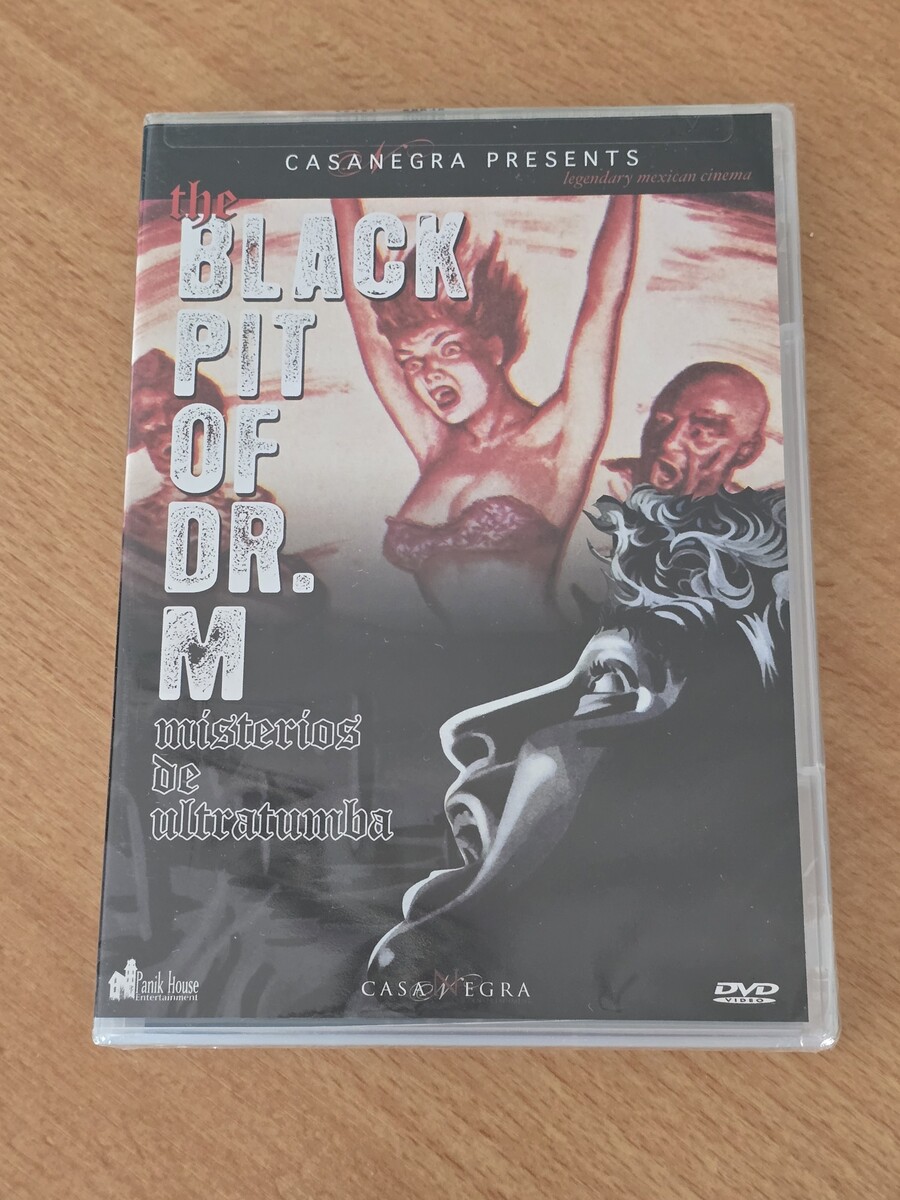 CASANEGRA PRESENTS
legendary mexican cinema
the
BLACK
PIT
OF
DR.
M
misterios
de
ultratumba
Panik House
Entertainment
CASA NEGRA
DVD
VIDEO